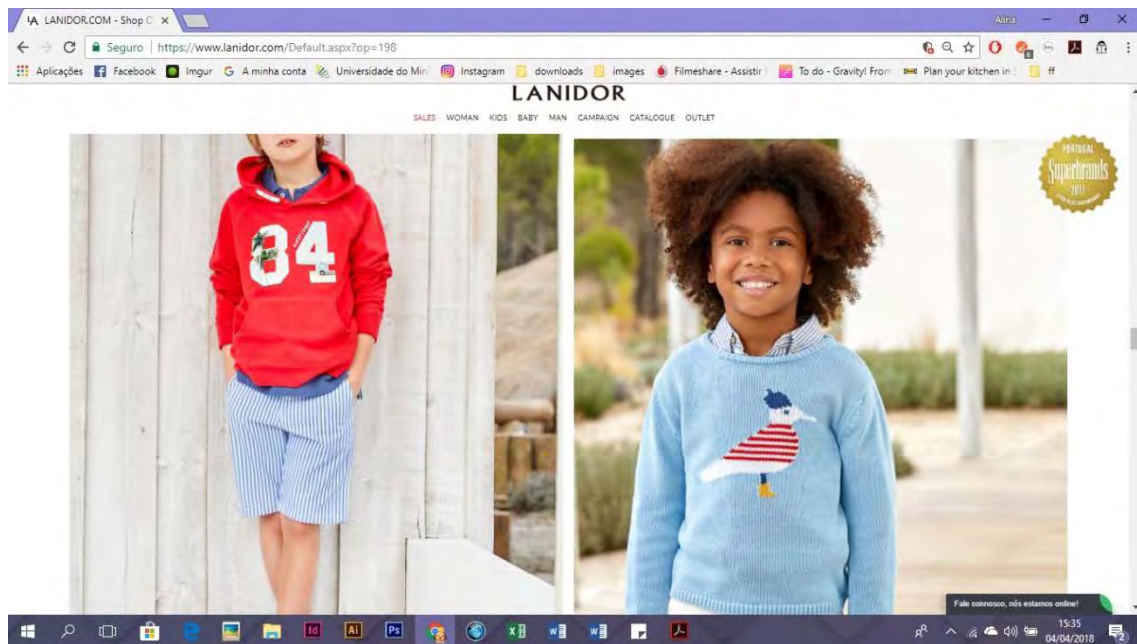 LANIDOR.COM - Shop O
Alina
Seguro
https://www.lanidor.com/Default.aspx?op=198
Aplicações
Facebook
Imgur
A minha conta
Universidade do Min
Instagram
downloads
images
Filmeshare - Assistir
To do - Gravity! From
Plan your kitchen in
ff
LANIDOR
SALES WOMAN KIDS BABY MAN CAMPAIGN CATALOGUE OUTLET
PORTUGAL
Superbrands
2017
84
Fale connosco, nós estamos online!
Id
Ai
Ps
15:35
04/04/2018